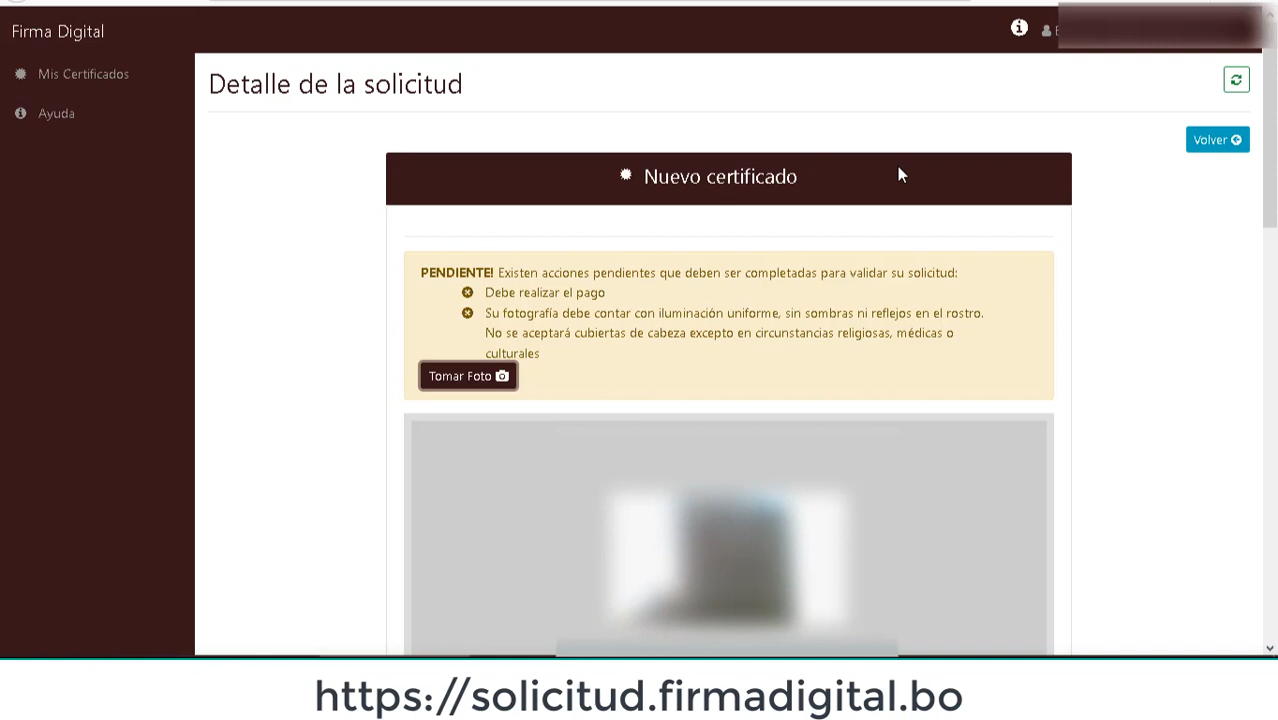 Firma Digital
Mis Certificados
Ayuda
Detalle de la solicitud
Volver
Nuevo certificado
PENDIENTE! Existen acciones pendientes que deben ser completadas para validar su solicitud:
Debe realizar el pago
Su fotografía debe contar con iluminación uniforme, sin sombras ni reflejos en el rostro.
No se aceptará cubiertas de cabeza excepto en circunstancias religiosas, médicas o
culturales
Tomar Foto
https://solicitud.firmadigital.bo